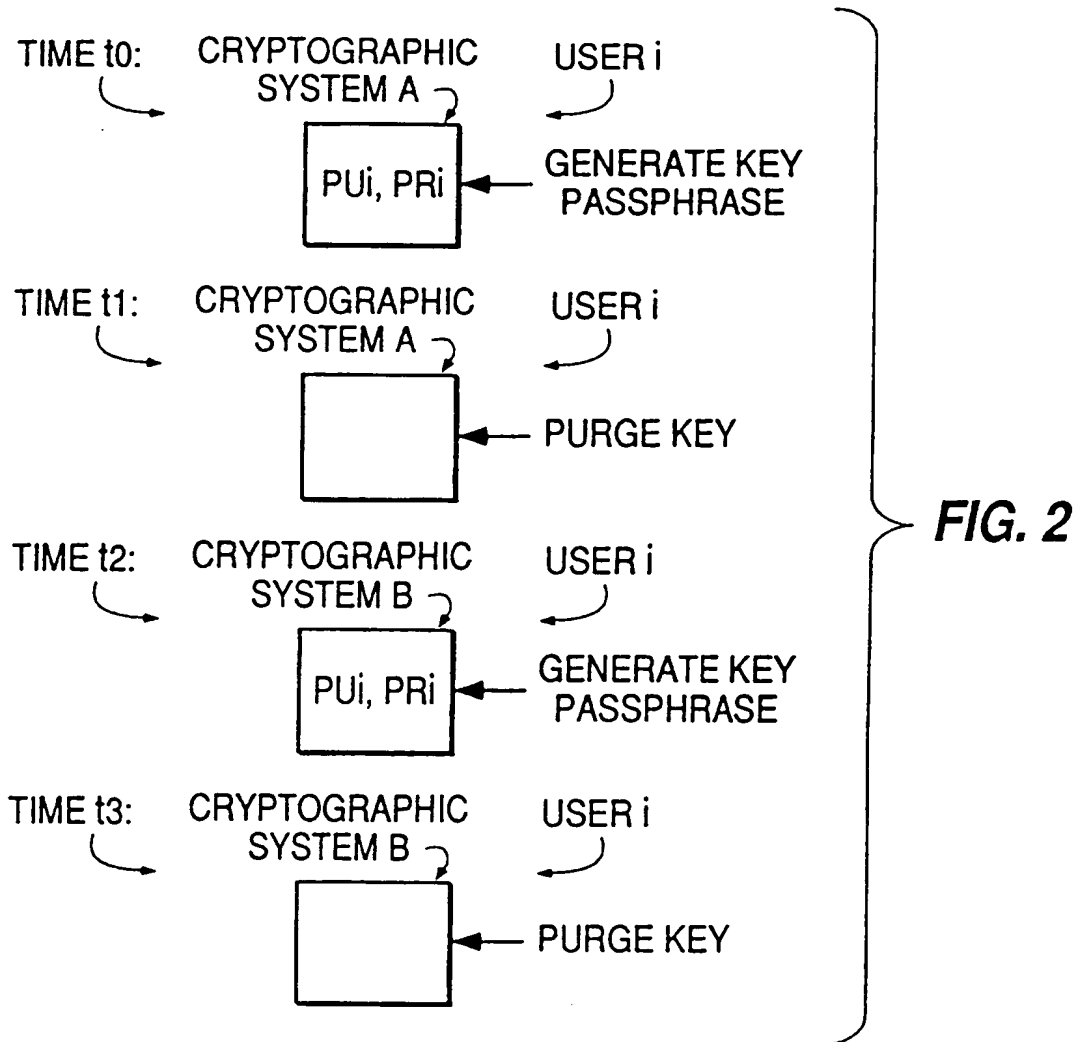 TIME t0: CRYPTOGRAPHIC USER i
SYSTEM A
PUi, PRi GENERATE KEY
PASSPHRASE
TIME t1: CRYPTOGRAPHIC USER i
SYSTEM A
PURGE KEY
FIG. 2
TIME t2: CRYPTOGRAPHIC USER i
SYSTEM B
PUi, PRi GENERATE KEY
PASSPHRASE
TIME t3: CRYPTOGRAPHIC USER i
SYSTEM B
PURGE KEY